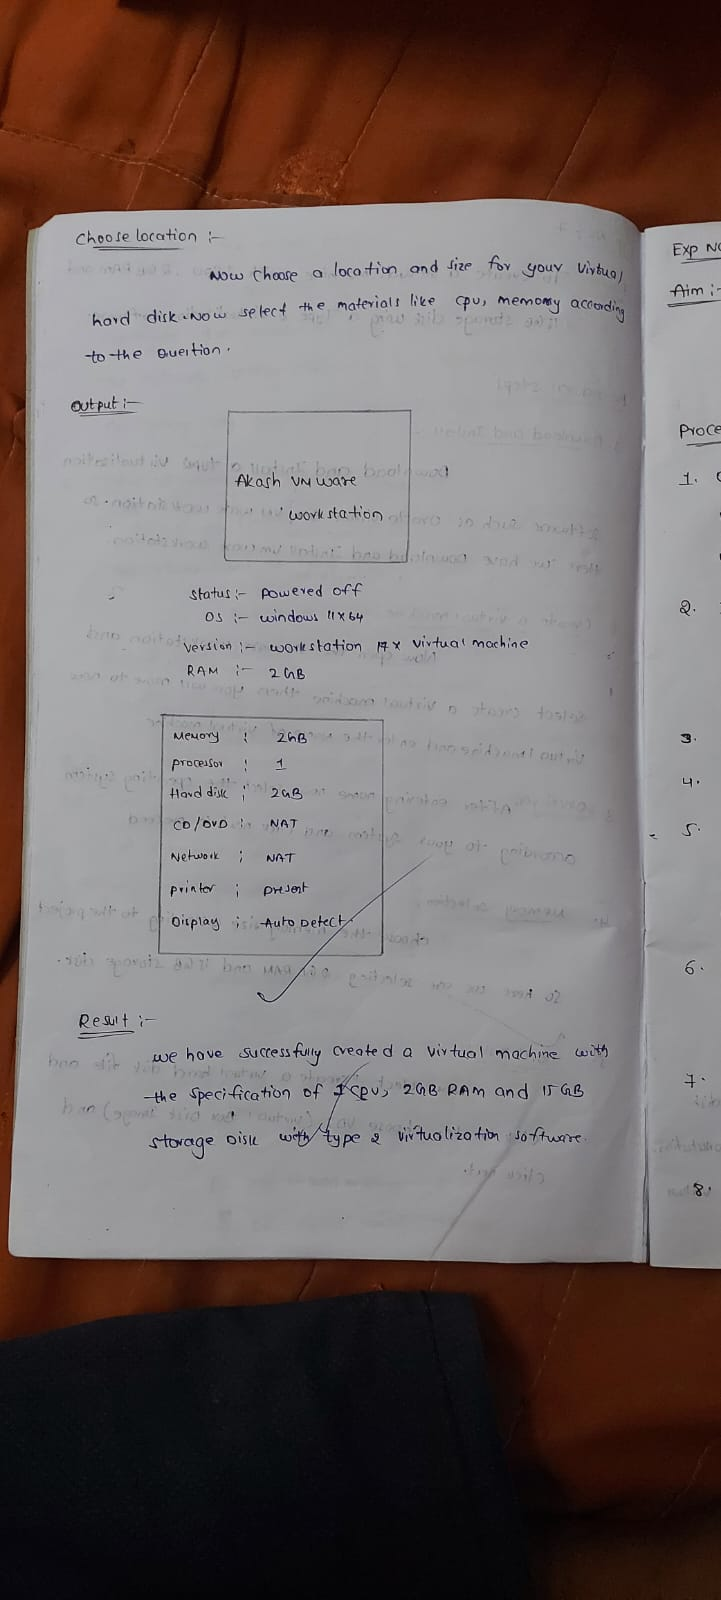 Choose location :-
Now choose a location and size for your virtual
hard disk. Now select the materials like cpu, memory according
to the Question.
Output :-
Akash VM ware
workstation
Status :- Powered off
OS :- windows 11 x 64
Version :- workstation 17 x virtual machine
RAM :- 2 GB
Memory : 2GB
processor : 1
Hard disk : 2GB
CD/DVD : NAT
Network : NAT
printer : present
Display : Auto Detect
Result :-
we have successfully created a virtual machine with
the specification of 1 CPU, 2GB RAM and 15 GB
storage Disk with type 2 virtualization software.
Exp No
Aim :-
Proce
1.
2.
3.
4.
5.
6.
7.
8.